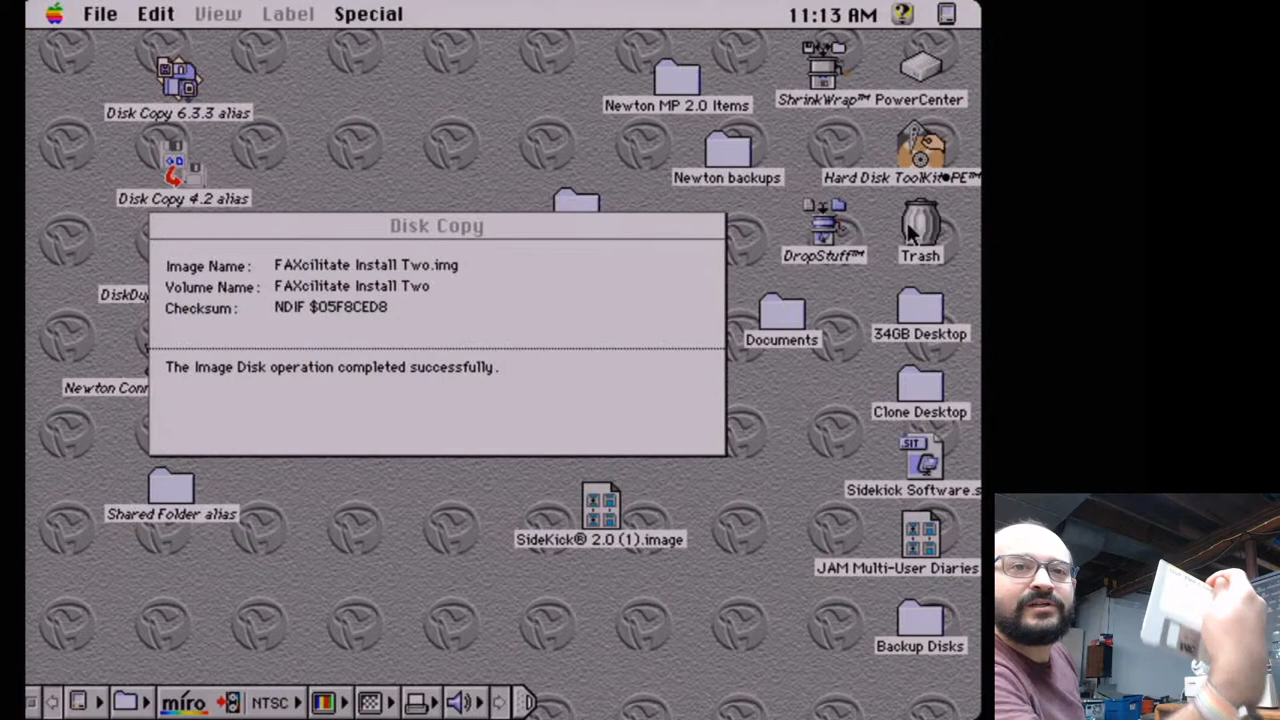 File Edit View Label Special 11:13 AM
Disk Copy 6.3.3 alias
Newton MP 2.0 Items
ShrinkWrap™
PowerCenter
Disk Copy 4.2 alias
Newton backups
Hard Disk ToolKit•PE™
Disk Copy
Image Name: FAXcilitate Install Two.img
Volume Name: FAXcilitate Install Two
Checksum: NDIF $05F8CED8
The Image Disk operation completed successfully.
DropStuff™
Trash
DiskDu
Documents
34GB Desktop
Newton Conn
Clone Desktop
SIT
Sidekick Software.s
Shared Folder alias
SideKick® 2.0 (1).image
JAM Multi-User Diaries
Backup Disks
miro NTSC